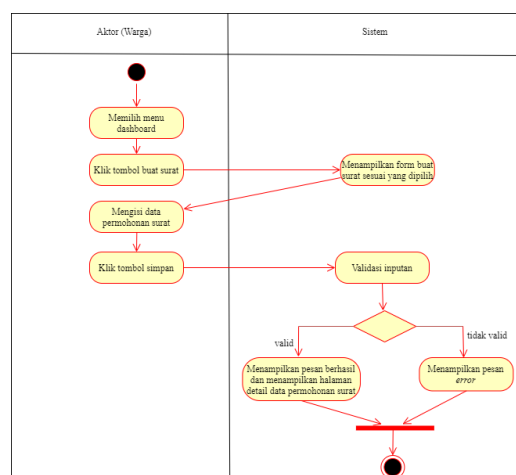 Aktor (Warga)
Sistem
Memilih menu
dashboard
Klik tombol buat surat
Menampilkan form buat
surat sesuai yang dipilih
Mengisi data
permohonan surat
Klik tombol simpan
Validasi inputan
valid
tidak valid
Menampilkan pesan berhasil
dan menampilkan halaman
detail data permohonan surat
Menampilkan pesan
error